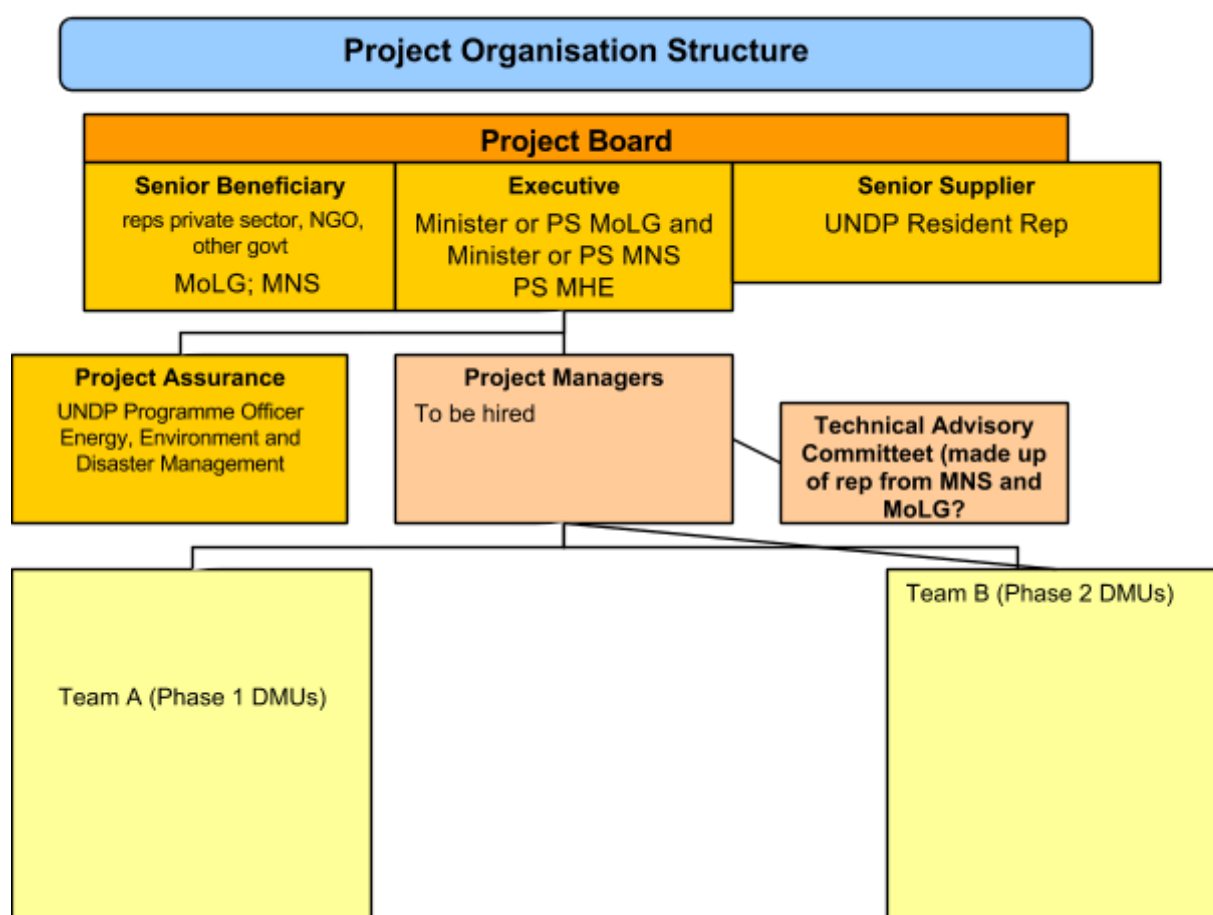 Project Organisation Structure
Project Board
Senior Beneficiary
reps private sector, NGO,
other govt
MoLG; MNS
Executive
Minister or PS MoLG and
Minister or PS MNS
PS MHE
Senior Supplier
UNDP Resident Rep
Project Assurance
UNDP Programme Officer
Energy, Environment and
Disaster Management
Project Managers
To be hired
Technical Advisory
Committeet (made up
of rep from MNS and
MoLG?
Team A (Phase 1 DMUs)
Team B (Phase 2 DMUs)